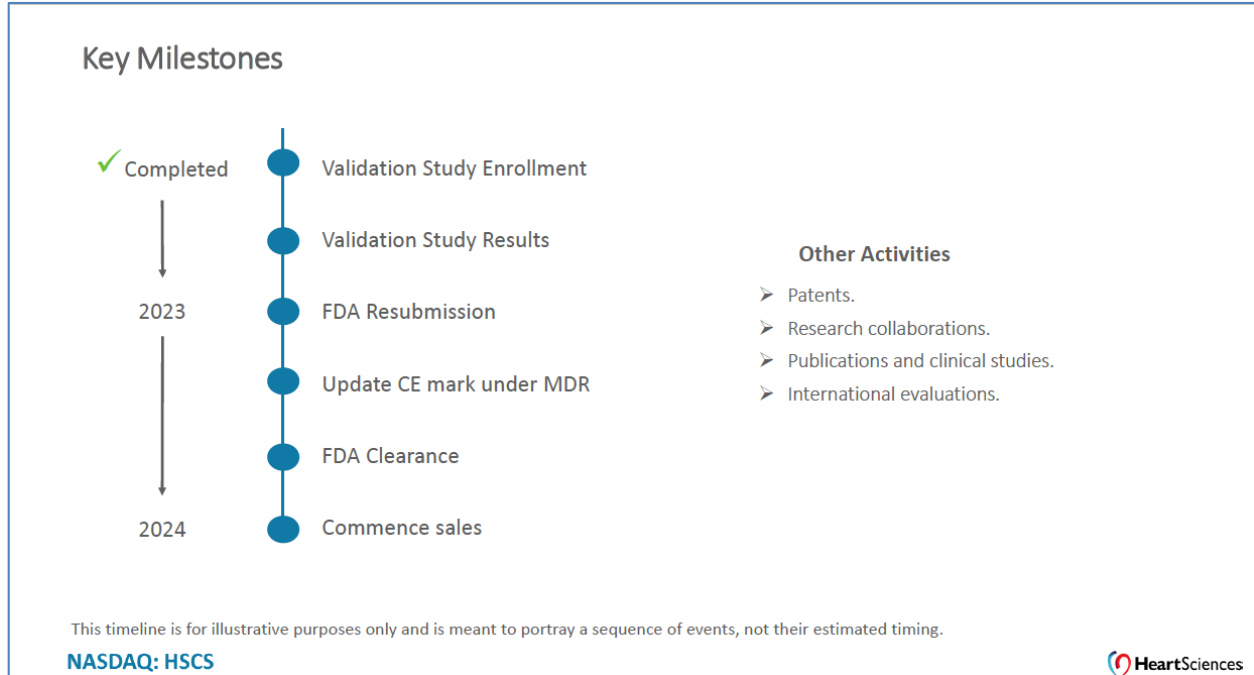 Key Milestones
✓ Completed
Validation Study Enrollment
Validation Study Results
2023
FDA Resubmission
Update CE mark under MDR
FDA Clearance
2024
Commence sales
Other Activities
➢ Patents.
➢ Research collaborations.
➢ Publications and clinical studies.
➢ International evaluations.
This timeline is for illustrative purposes only and is meant to portray a sequence of events, not their estimated timing.
NASDAQ: HSCS
HeartSciences